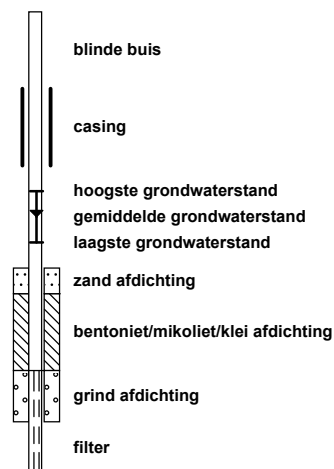 blinde buis
casing
hoogste grondwaterstand
gemiddelde grondwaterstand
laagste grondwaterstand
zand afdichting
bentoniet/mikoliet/klei afdichting
grind afdichting
filter